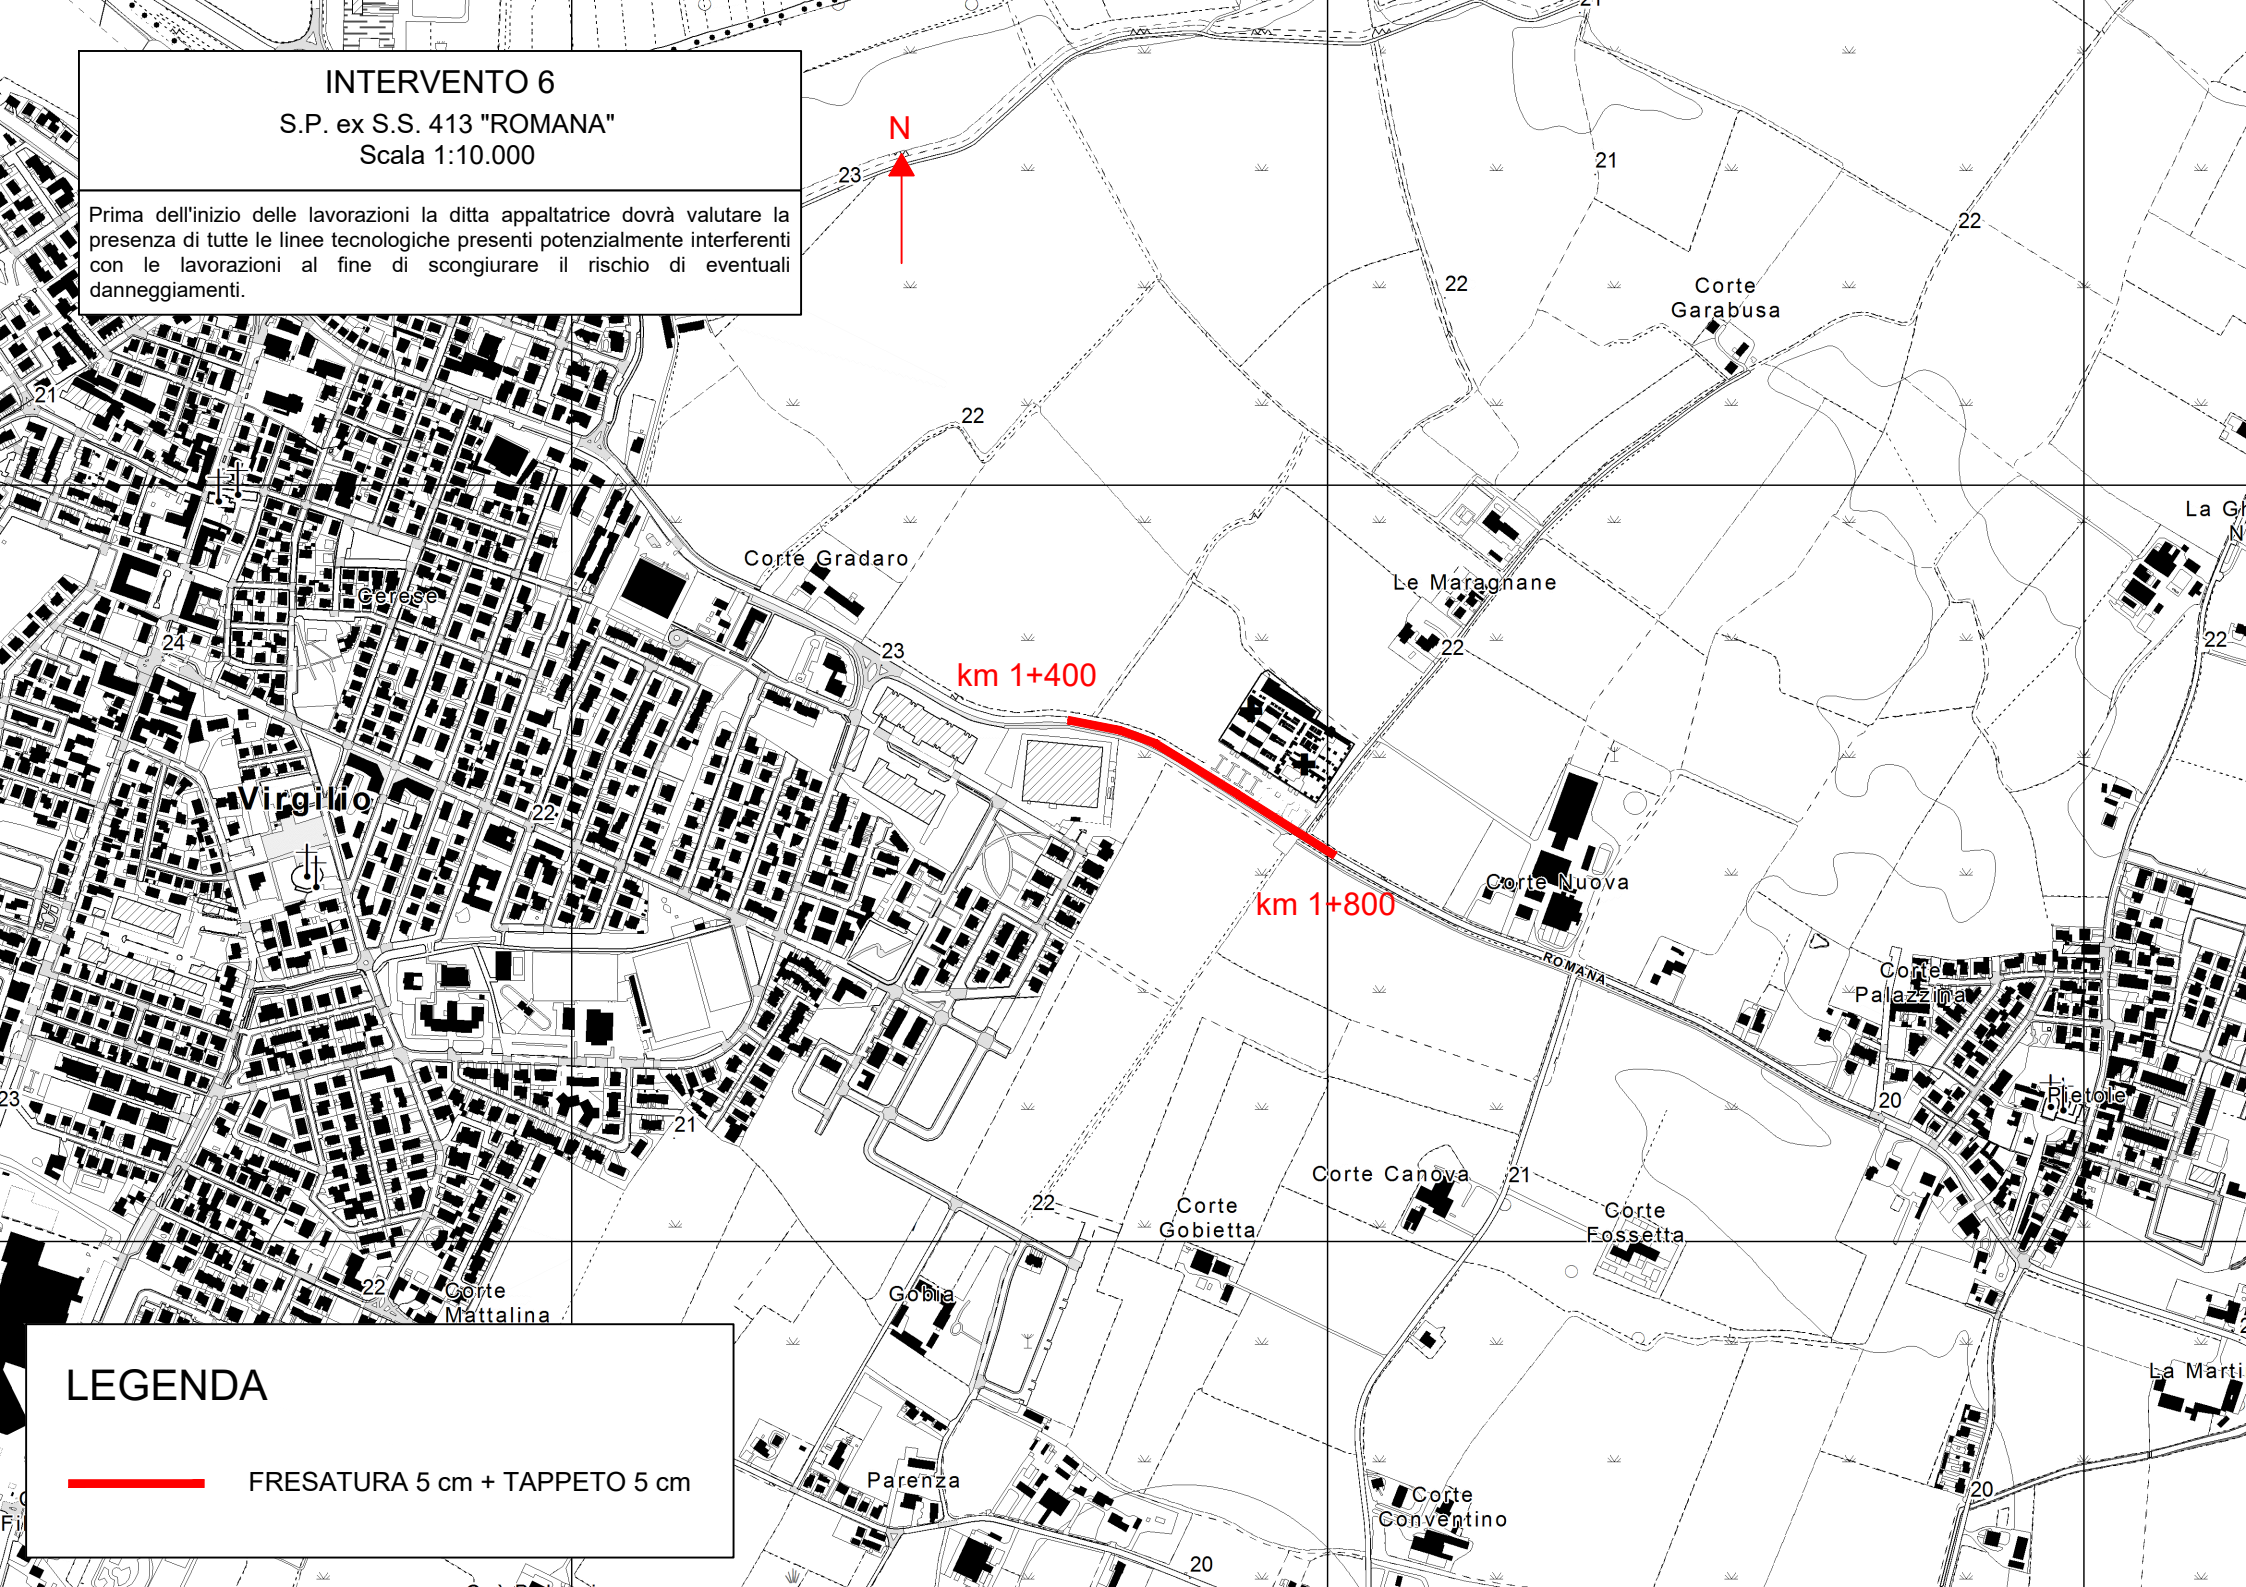 INTERVENTO 6
S.P. ex S.S. 413 "ROMANA"
Scala 1:10.000
Prima dell'inizio delle lavorazioni la ditta appaltatrice dovrà valutare la
presenza di tutte le linee tecnologiche presenti potenzialmente interferenti
con le lavorazioni al fine di scongiurare il rischio di eventuali
danneggiamenti.
N
21
23
21
22
22
Corte
Garabusa
21
22
La Gh
N
Corte Gradaro
Le Maragnane
Cerese
24
23
22
22
km 1+400
Virgilio
22
Corte Nuova
km 1+800
ROMANA
Corte
Palazzina
23
20
Pietole
21
Corte Canova
21
22
Corte
Gobietta
Corte
Fossetta
22
Corte
Mattalina
Gobia
La Marti
LEGENDA
FRESATURA 5 cm + TAPPETO 5 cm
Parenza
Corte
Conventino
20
20